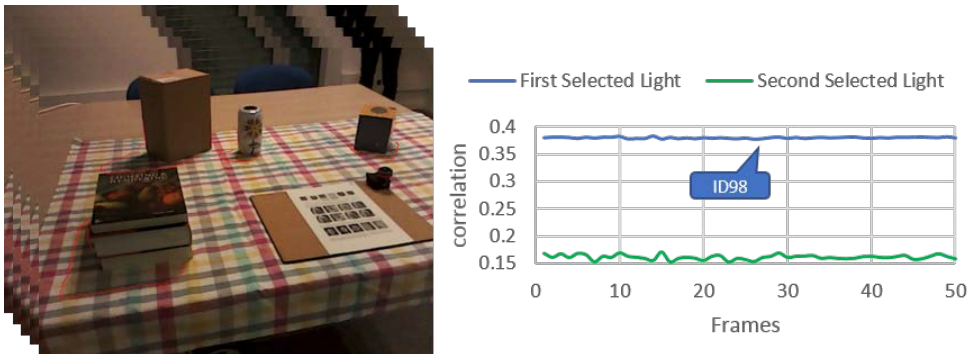 First Selected Light
Second Selected Light
0.4
0.35
0.3
0.25
0.2
0.15
correlation
ID98
0 10 20 30 40 50
Frames